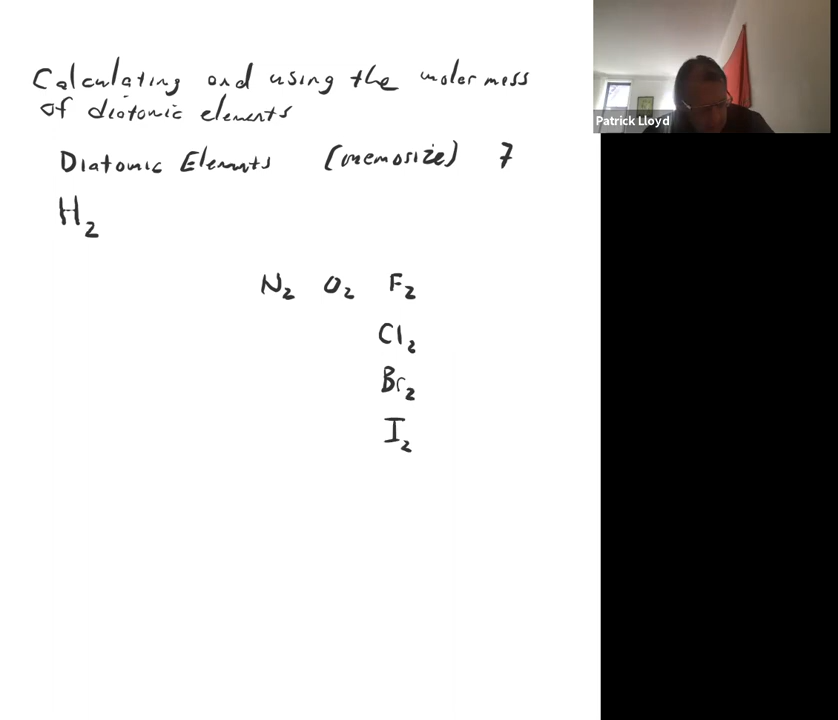 Calculating and using the molar mass
of diatomic elements
Patrick Lloyd
Diatomic Elements (memorize) 7
H₂
N₂ O₂ F₂
Cl₂
Br₂
I₂